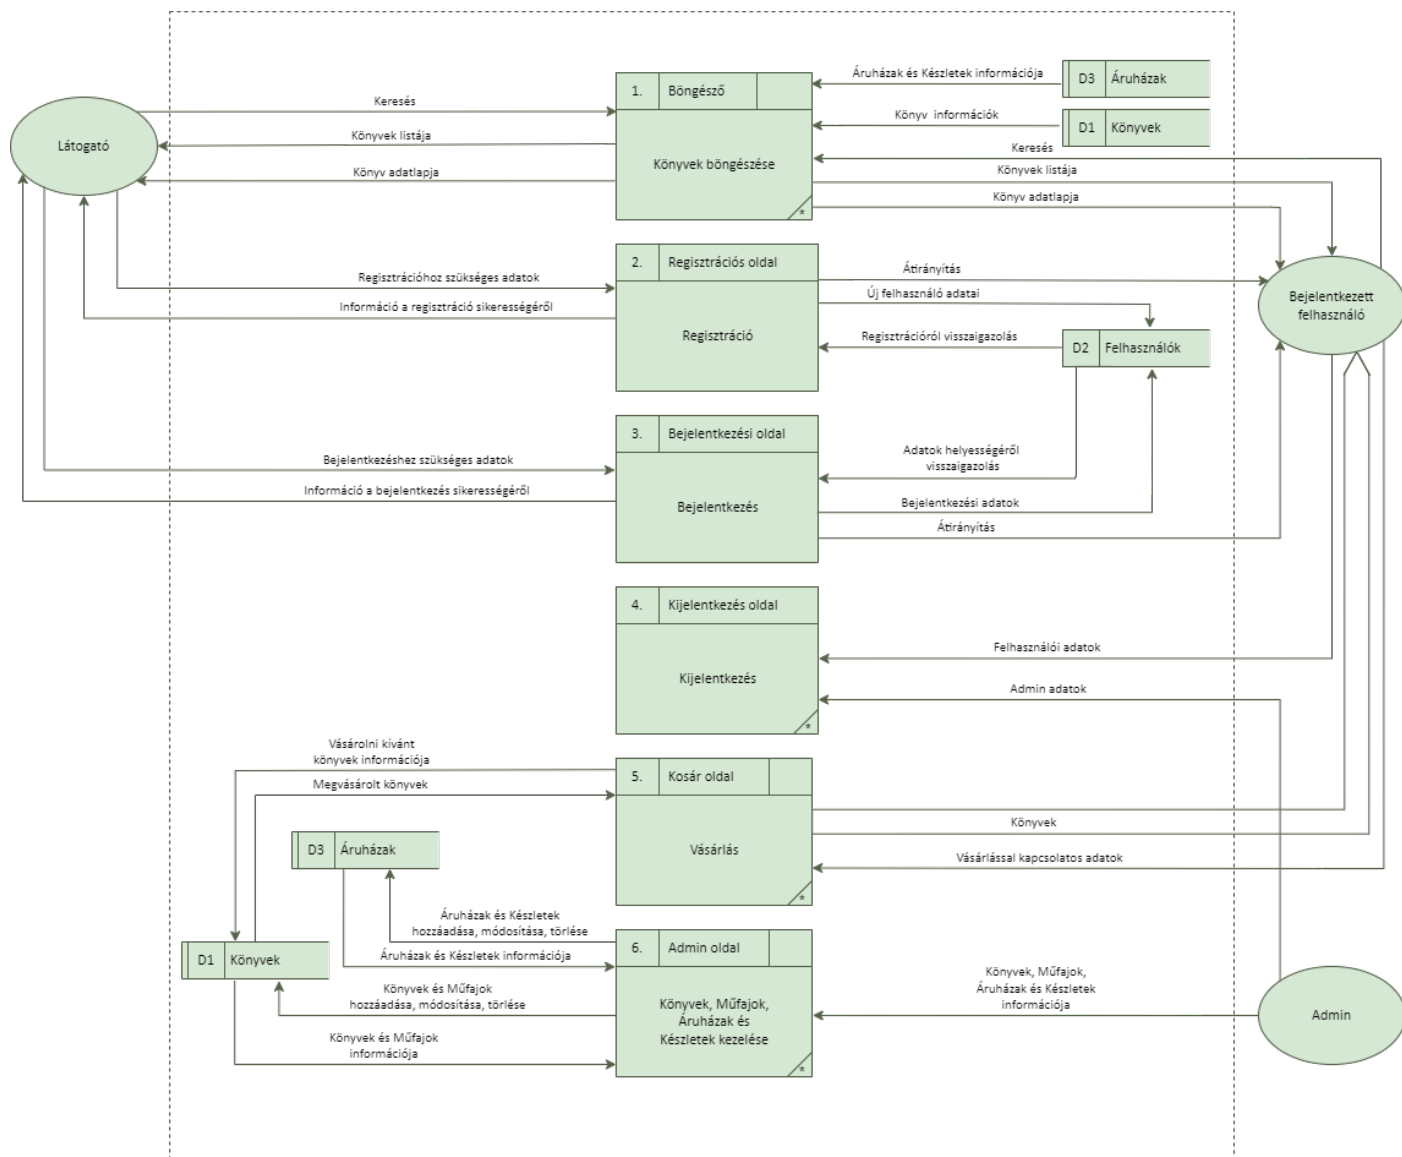 Áruházak és Készletek információja
D3 Áruházak
1. Böngésző
Keresés
Könyv információk
D1 Könyvek
Látogató
Könyvek listája
Keresés
Könyvek böngészése
Könyvek listája
Könyv adatlapja
Könyv adatlapja
*
2. Regisztrációs oldal
Átirányítás
Regisztrációhoz szükséges adatok
Új felhasználó adatai
Bejelentkezett
felhasználó
Információ a regisztráció sikerességéről
Regisztráció
Regisztrációról visszaigazolás
D2 Felhasználók
3. Bejelentkezési oldal
Bejelentkezéshez szükséges adatok
Adatok helyességéről
visszaigazolás
Információ a bejelentkezés sikerességéről
Bejelentkezés
Bejelentkezési adatok
Átirányítás
4. Kijelentkezés oldal
Felhasználói adatok
Kijelentkezés
Admin adatok
*
Vásárolni kívánt
könyvek információja
5. Kosár oldal
Megvásárolt könyvek
Könyvek
D3 Áruházak
Vásárlás
Vásárlással kapcsolatos adatok
*
Áruházak és Készletek
hozzáadása, módosítása, törlése
6. Admin oldal
D1 Könyvek
Áruházak és Készletek információja
Könyvek és Műfajok
hozzáadása, módosítása, törlése
Könyvek, Műfajok,
Áruházak és
Készletek kezelése
Könyvek, Műfajok,
Áruházak és Készletek
információja
Admin
Könyvek és Műfajok
információja
*